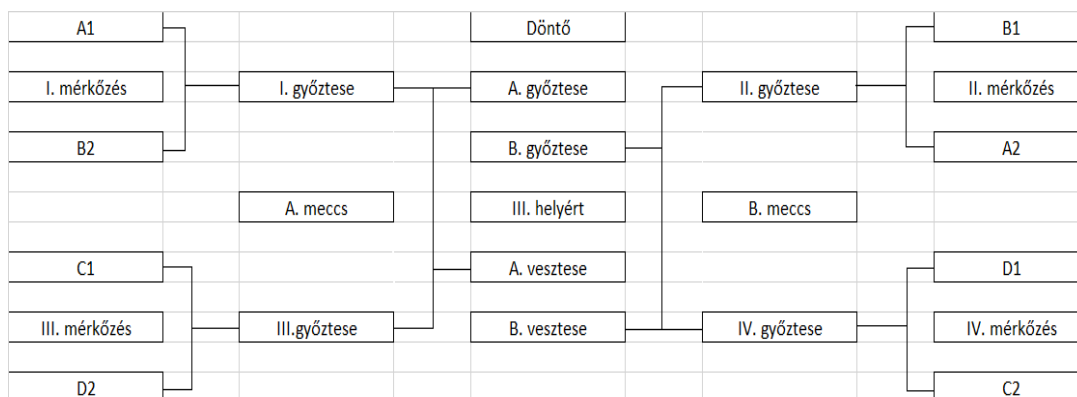 A1
Döntő
B1
I. mérkőzés
I. győztese
A. győztese
II. győztese
II. mérkőzés
B2
B. győztese
A2
A. meccs
III. helyért
B. meccs
C1
A. vesztese
D1
III. mérkőzés
III.győztese
B. vesztese
IV. győztese
IV. mérkőzés
D2
C2